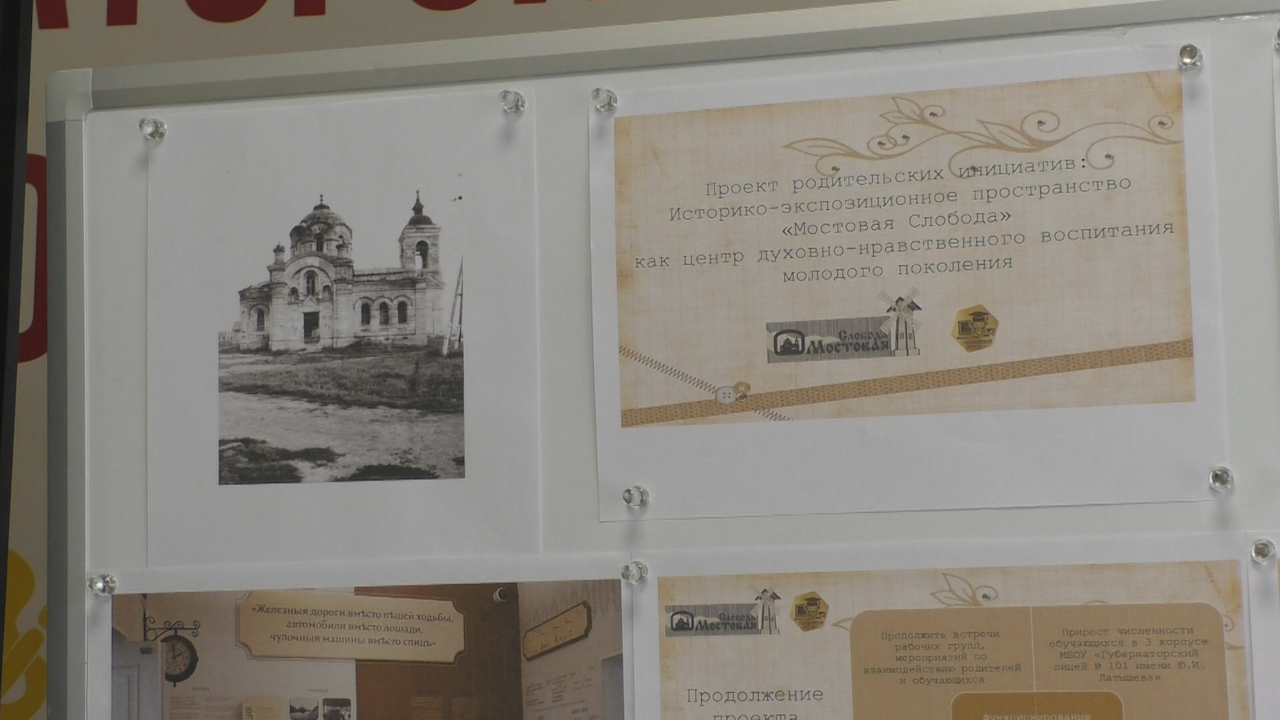 Проект родительских инициатив:
Историко-экспозиционное пространство
«Мостовая Слобода»
как центр духовно-нравственного воспитания
молодого поколения
Слобода
Мостовая
«Железныя дороги вмѣсто пѣшей ходьбы,
автомобили вмѣсто лошади,
чулочныя машины вмѣсто спицъ»
Слобода
Мостовая
Продолжение
проекта
Продолжить встречи
рабочих групп,
мероприятий по
взаимодействию родителей
и обучающихся
Прирост численности
обучающихся в 3 корпусе
МБОУ «Губернаторский
лицей № 101 имени Ю.И.
Латышева»
Функционирование